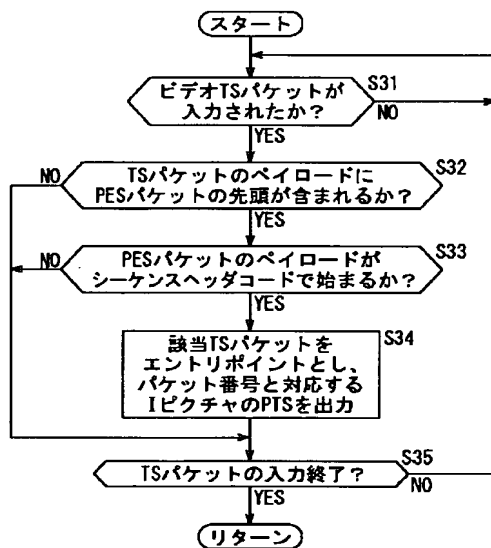 スタート
S31
ビデオTSパケットが
入力されたか?
NO
YES
S32
NO
TSパケットのペイロードに
PESパケットの先頭が含まれるか?
YES
S33
NO
PESパケットのペイロードが
シーケンスヘッダコードで始まるか?
YES
S34
該当TSパケットを
エントリポイントとし、
パケット番号と対応する
IピクチャのPTSを出力
S35
TSパケットの入力終了?
NO
YES
リターン